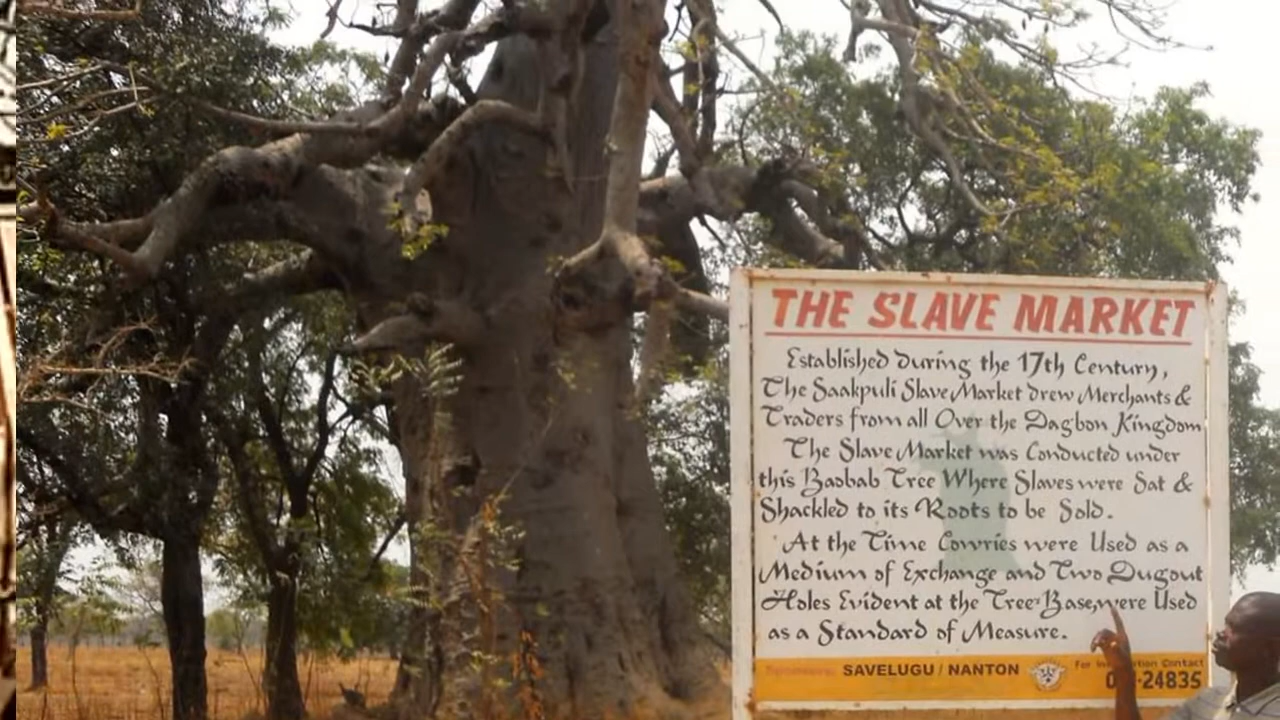 THE SLAVE MARKET
Established during the 17th Century,
The Saakpuli Slave Market drew Merchants &
Traders from all Over the Dagbon Kingdom
The Slave Market was Conducted under
this Baobab Tree Where Slaves were Sat &
Shackled to its Roots to be Sold.
At the Time Cowries were Used as a
Medium of Exchange and Two Dugout
Holes Evident at the Tree Base, were Used
as a Standard of Measure.
SAVELUGU / NANTON
For Contact
-24835